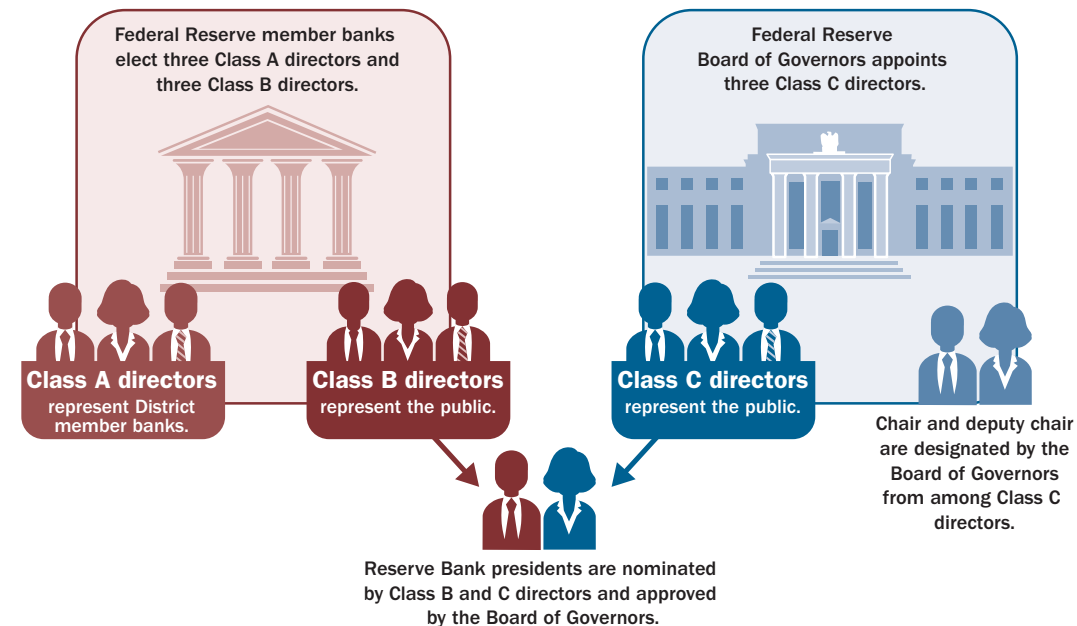 Federal Reserve member banks
elect three Class A directors and
three Class B directors.
Federal Reserve
Board of Governors appoints
three Class C directors.
Class A directors
represent District
member banks.
Class B directors
represent the public.
Class C directors
represent the public.
Chair and deputy chair
are designated by the
Board of Governors
from among Class C
directors.
Reserve Bank presidents are nominated
by Class B and C directors and approved
by the Board of Governors.